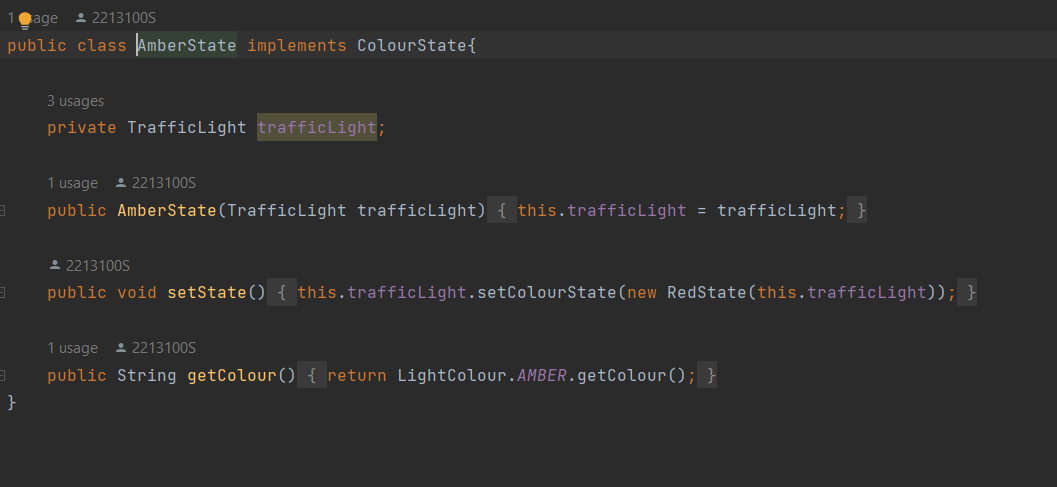 1 usage 2213100S
public class AmberState implements ColourState{
3 usages
private TrafficLight trafficLight;
1 usage 2213100S
public AmberState(TrafficLight trafficLight) { this.trafficLight = trafficLight; }
2213100S
public void setState() { this.trafficLight.setColourState(new RedState(this.trafficLight)); }
1 usage 2213100S
public String getColour() { return LightColour.AMBER.getColour(); }
}